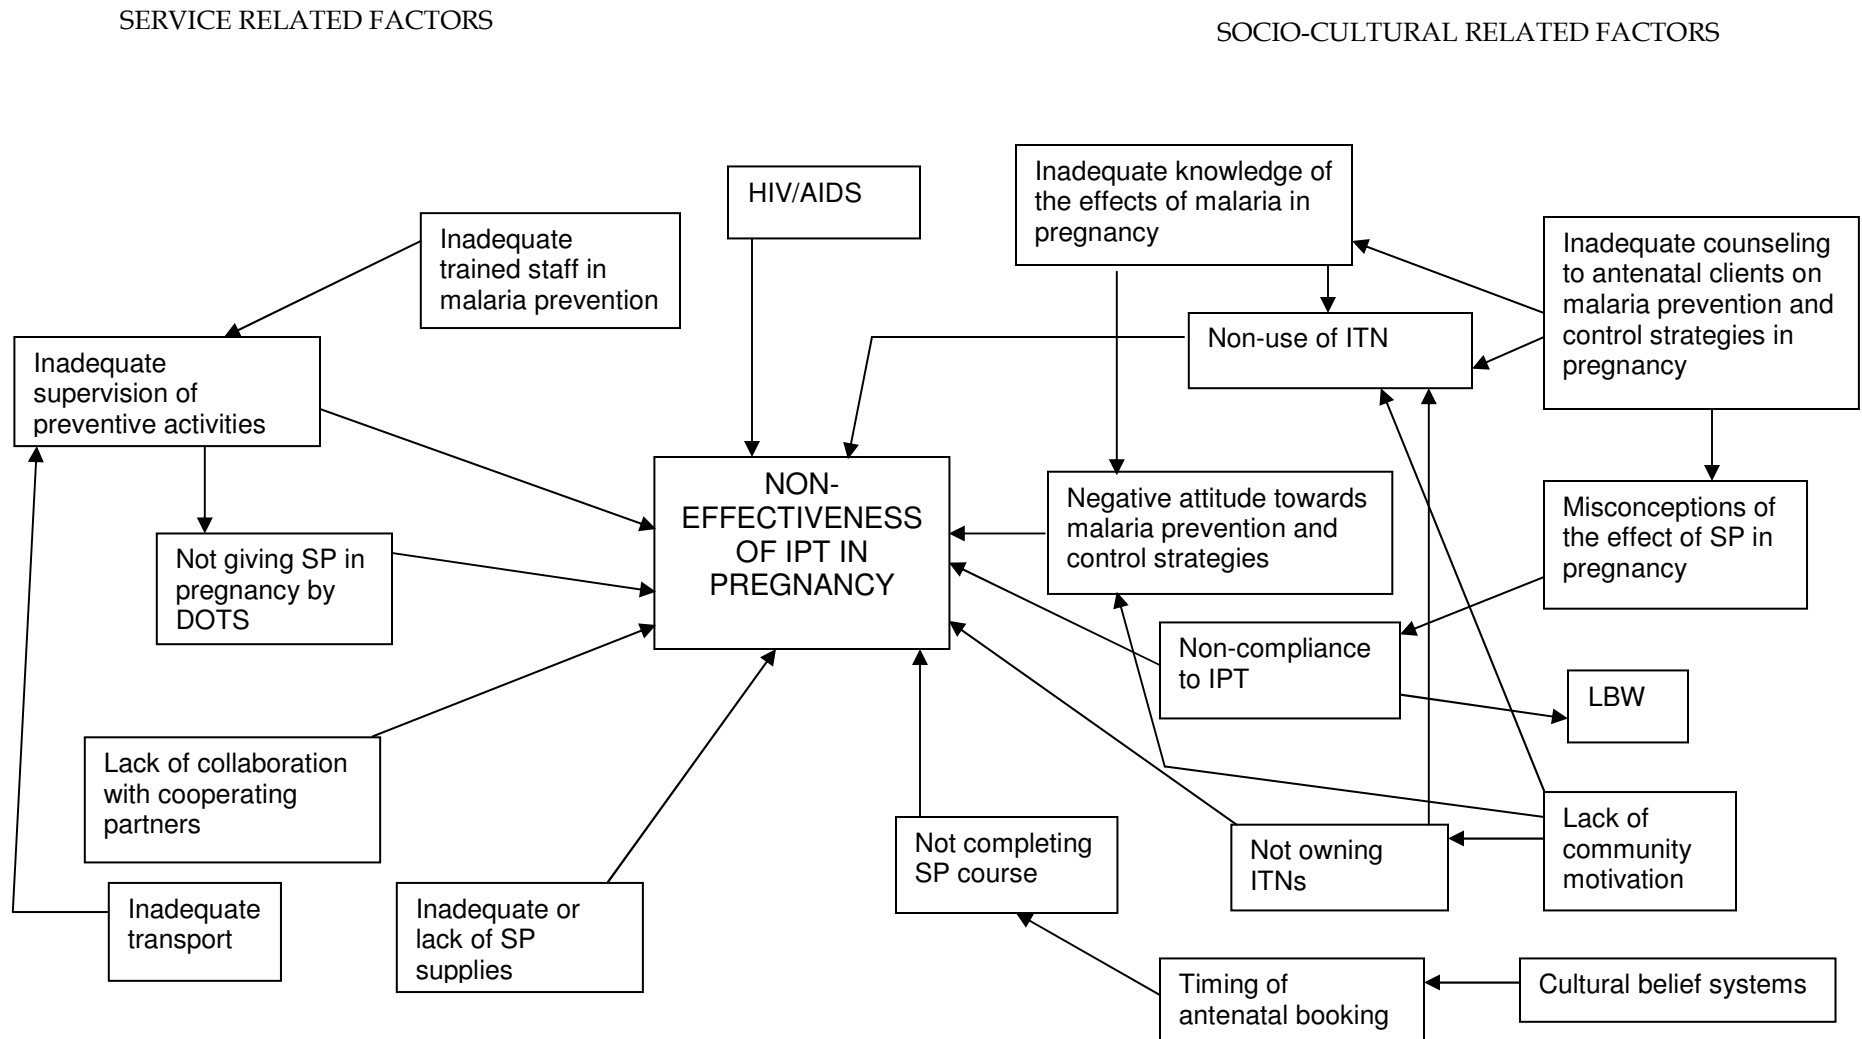 SERVICE RELATED FACTORS
SOCIO-CULTURAL RELATED FACTORS
HIV/AIDS
Inadequate knowledge of
the effects of malaria in
pregnancy
Inadequate
trained staff in
malaria prevention
Inadequate counseling
to antenatal clients on
malaria prevention and
control strategies in
pregnancy
Non-use of ITN
Inadequate
supervision of
preventive activities
NON-
EFFECTIVENESS
OF IPT IN
PREGNANCY
Negative attitude towards
malaria prevention and
control strategies
Misconceptions of
the effect of SP in
pregnancy
Not giving SP in
pregnancy by
DOTS
Non-compliance
to IPT
LBW
Lack of collaboration
with cooperating
partners
Not completing
SP course
Not owning
ITNs
Lack of
community
motivation
Inadequate
transport
Inadequate or
lack of SP
supplies
Timing of
antenatal booking
Cultural belief systems